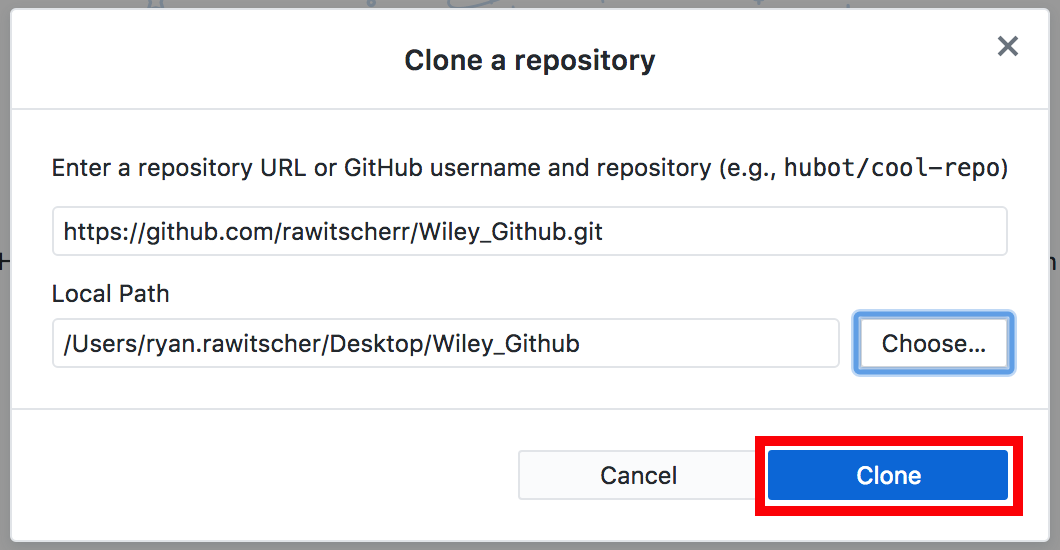 Clone a repository
Enter a repository URL or GitHub username and repository (e.g., hubot/cool-repo)
https://github.com/rawitscherr/Wiley_Github.git
Local Path
/Users/ryan.rawitscher/Desktop/Wiley_Github
Choose...
Cancel
Clone